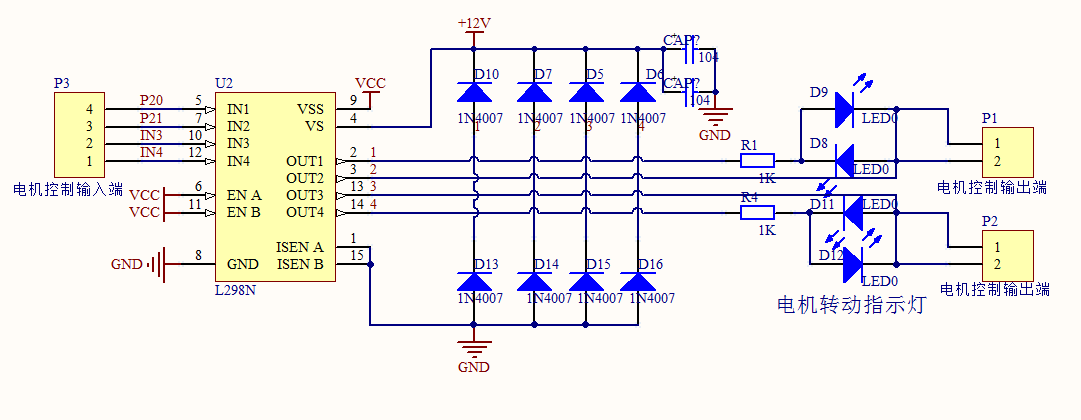 +12V
CAP?
104
P3
U2
VCC
D10
D7
D5
D6
CAP?
104
D9
4
P20
5
IN1
VSS
9
1N4007
1N4007
1N4007
1N4007
GND
LED0
P1
3
P21
7
IN2
VS
4
1
2
3
4
2
IN3
10
IN3
R1
D8
1
1
IN4
12
IN4
OUT1
2
1
2
OUT2
3
2
1K
LED0
电机控制输入端
VCC
6
EN A
OUT3
13
3
电机控制输出端
VCC
11
EN B
OUT4
14
4
R4
D11
LED0
P2
1K
ISEN A
1
D12
1
GND
8
GND
ISEN B
15
D13
D14
D15
D16
2
L298N
1N4007
1N4007
1N4007
1N4007
LED0
电机控制输出端
电机转动指示灯
GND